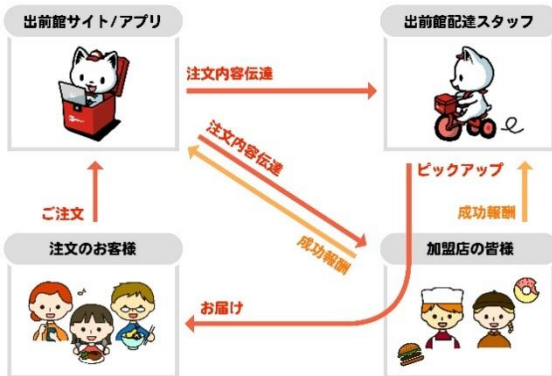 出前館サイト/アプリ
出前館配達スタッフ
注文内容伝達
注文内容伝達
成功報酬
ピックアップ
成功報酬
ご注文
注文のお客様
加盟店の皆様
お届け